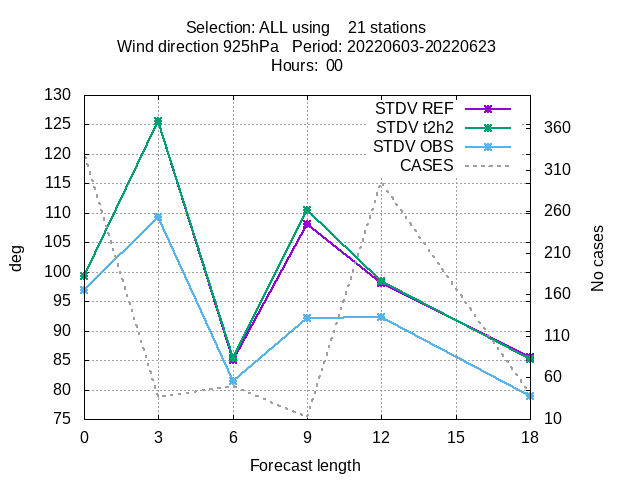 Selection: ALL using    21 stations
Wind direction 925hPa   Period: 20220603-20220623
Hours:  00
STDV REF
STDV t2h2
STDV OBS
CASES
130
125
120
115
110
105
100
95
90
85
80
75
deg
360
310
260
210
160
110
60
10
No cases
0 3 6 9 12 15 18
Forecast length